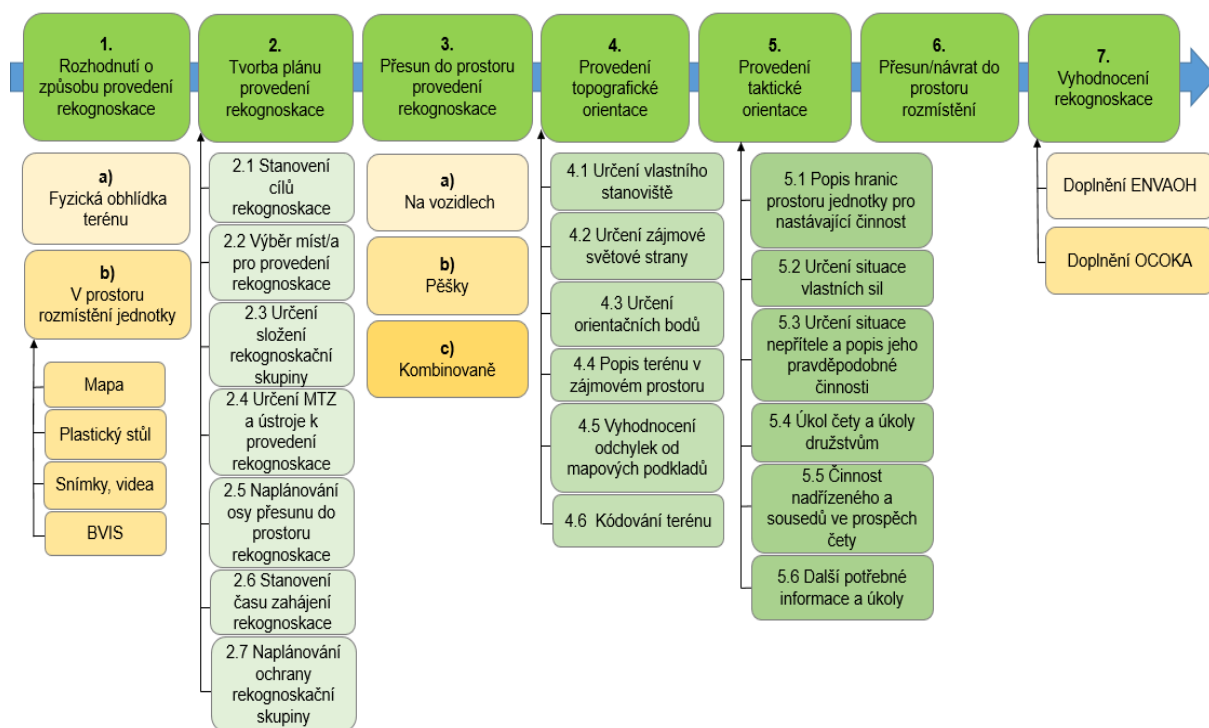 1.
Rozhodnutí o
způsobu provedení
rekognoskace
2.
Tvorba plánu
provedení
rekognoskace
3.
Přesun do prostoru
provedení
rekognoskace
4.
Provedení
topografické
orientace
5.
Provedení
taktické
orientace
6.
Přesun/návrat do
prostoru
rozmístění
7.
Vyhodnocení
rekognoskace
a)
Fyzická obhlídka
terénu
b)
V prostoru
rozmístění jednotky
Mapa
Plastický stůl
Snímky, videa
BVIS
2.1 Stanovení
cílů
rekognoskace
2.2 Výběr míst/a
pro provedení
rekognoskace
2.3 Určení
složení
rekognoskační
skupiny
2.4 Určení MTZ
a ústroje k
provedení
rekognoskace
2.5 Naplánování
osy přesunu do
prostoru
rekognoskace
2.6 Stanovení
času zahájení
rekognoskace
2.7 Naplánování
ochrany
rekognoskační
skupiny
a)
Na vozidlech
b)
Pěšky
c)
Kombinovaně
4.1 Určení vlastního
stanoviště
4.2 Určení zájmové
světové strany
4.3 Určení
orientačních bodů
4.4 Popis terénu v
zájmovém prostoru
4.5 Vyhodnocení
odchylek od
mapových podkladů
4.6 Kódování terénu
5.1 Popis hranic
prostoru jednotky pro
nastávající činnost
5.2 Určení situace
vlastních sil
5.3 Určení situace
nepřítele a popis jeho
pravděpodobné
činnosti
5.4 Úkol čety a úkoly
družstvům
5.5 Činnost
nadřízeného a
sousedů ve prospěch
čety
5.6 Další potřebné
informace a úkoly
Doplnění ENVAOH
Doplnění OCOKA